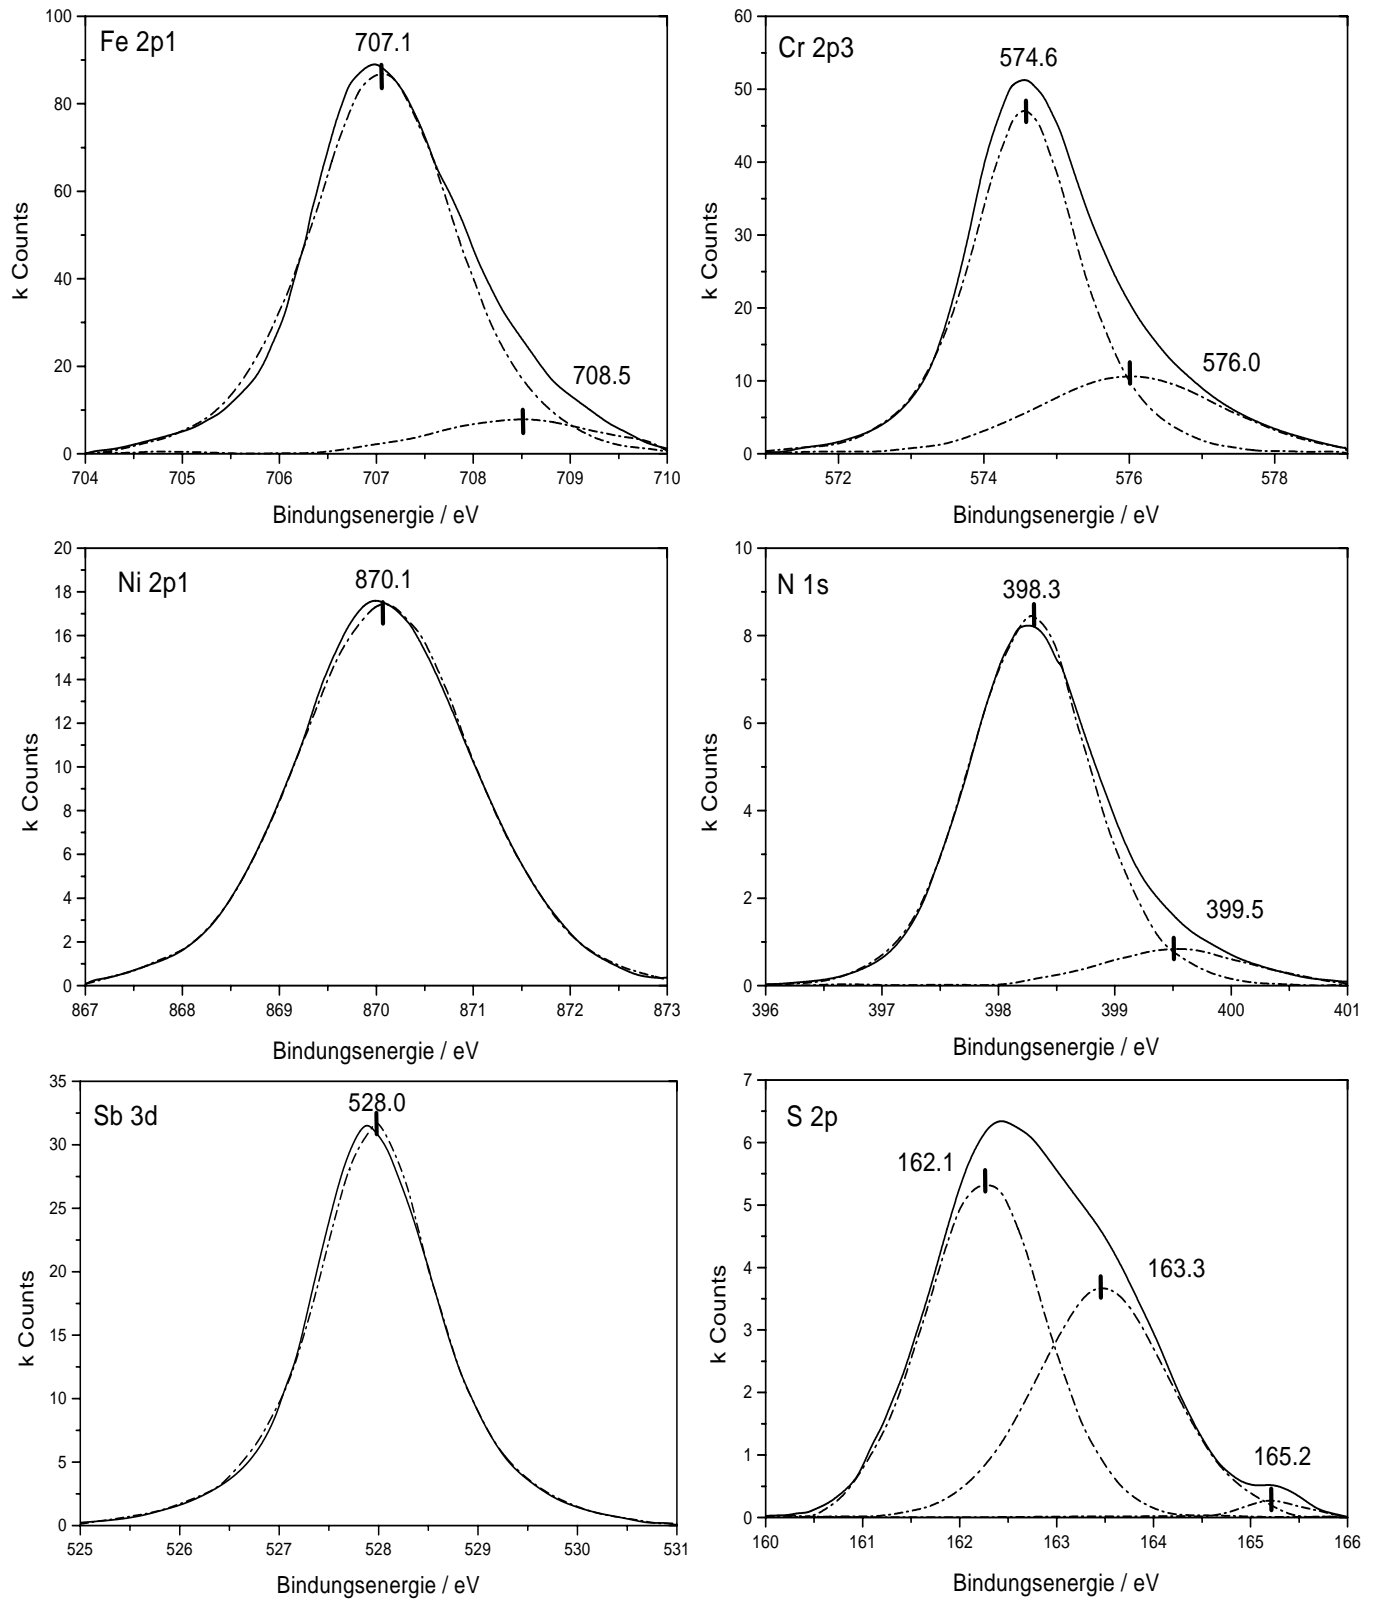 Fe 2p1
707.1
708.5
k Counts
100
80
60
40
20
0
704 705 706 707 708 709 710
Bindungsenergie / eV
Cr 2p3
574.6
576.0
k Counts
60
50
40
30
20
10
0
572 574 576 578
Bindungsenergie / eV
Ni 2p1
870.1
k Counts
20
18
16
14
12
10
8
6
4
2
0
867 868 869 870 871 872 873
Bindungsenergie / eV
N 1s
398.3
399.5
k Counts
10
8
6
4
2
0
396 397 398 399 400 401
Bindungsenergie / eV
Sb 3d
528.0
k Counts
35
30
25
20
15
10
5
0
525 526 527 528 529 530 531
Bindungsenergie / eV
S 2p
162.1
163.3
165.2
k Counts
7
6
5
4
3
2
1
0
160 161 162 163 164 165 166
Bindungsenergie / eV